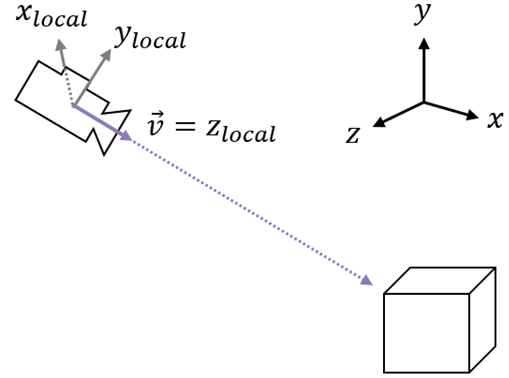 x_local
y_local
v⃗ = z_local
y
x
z